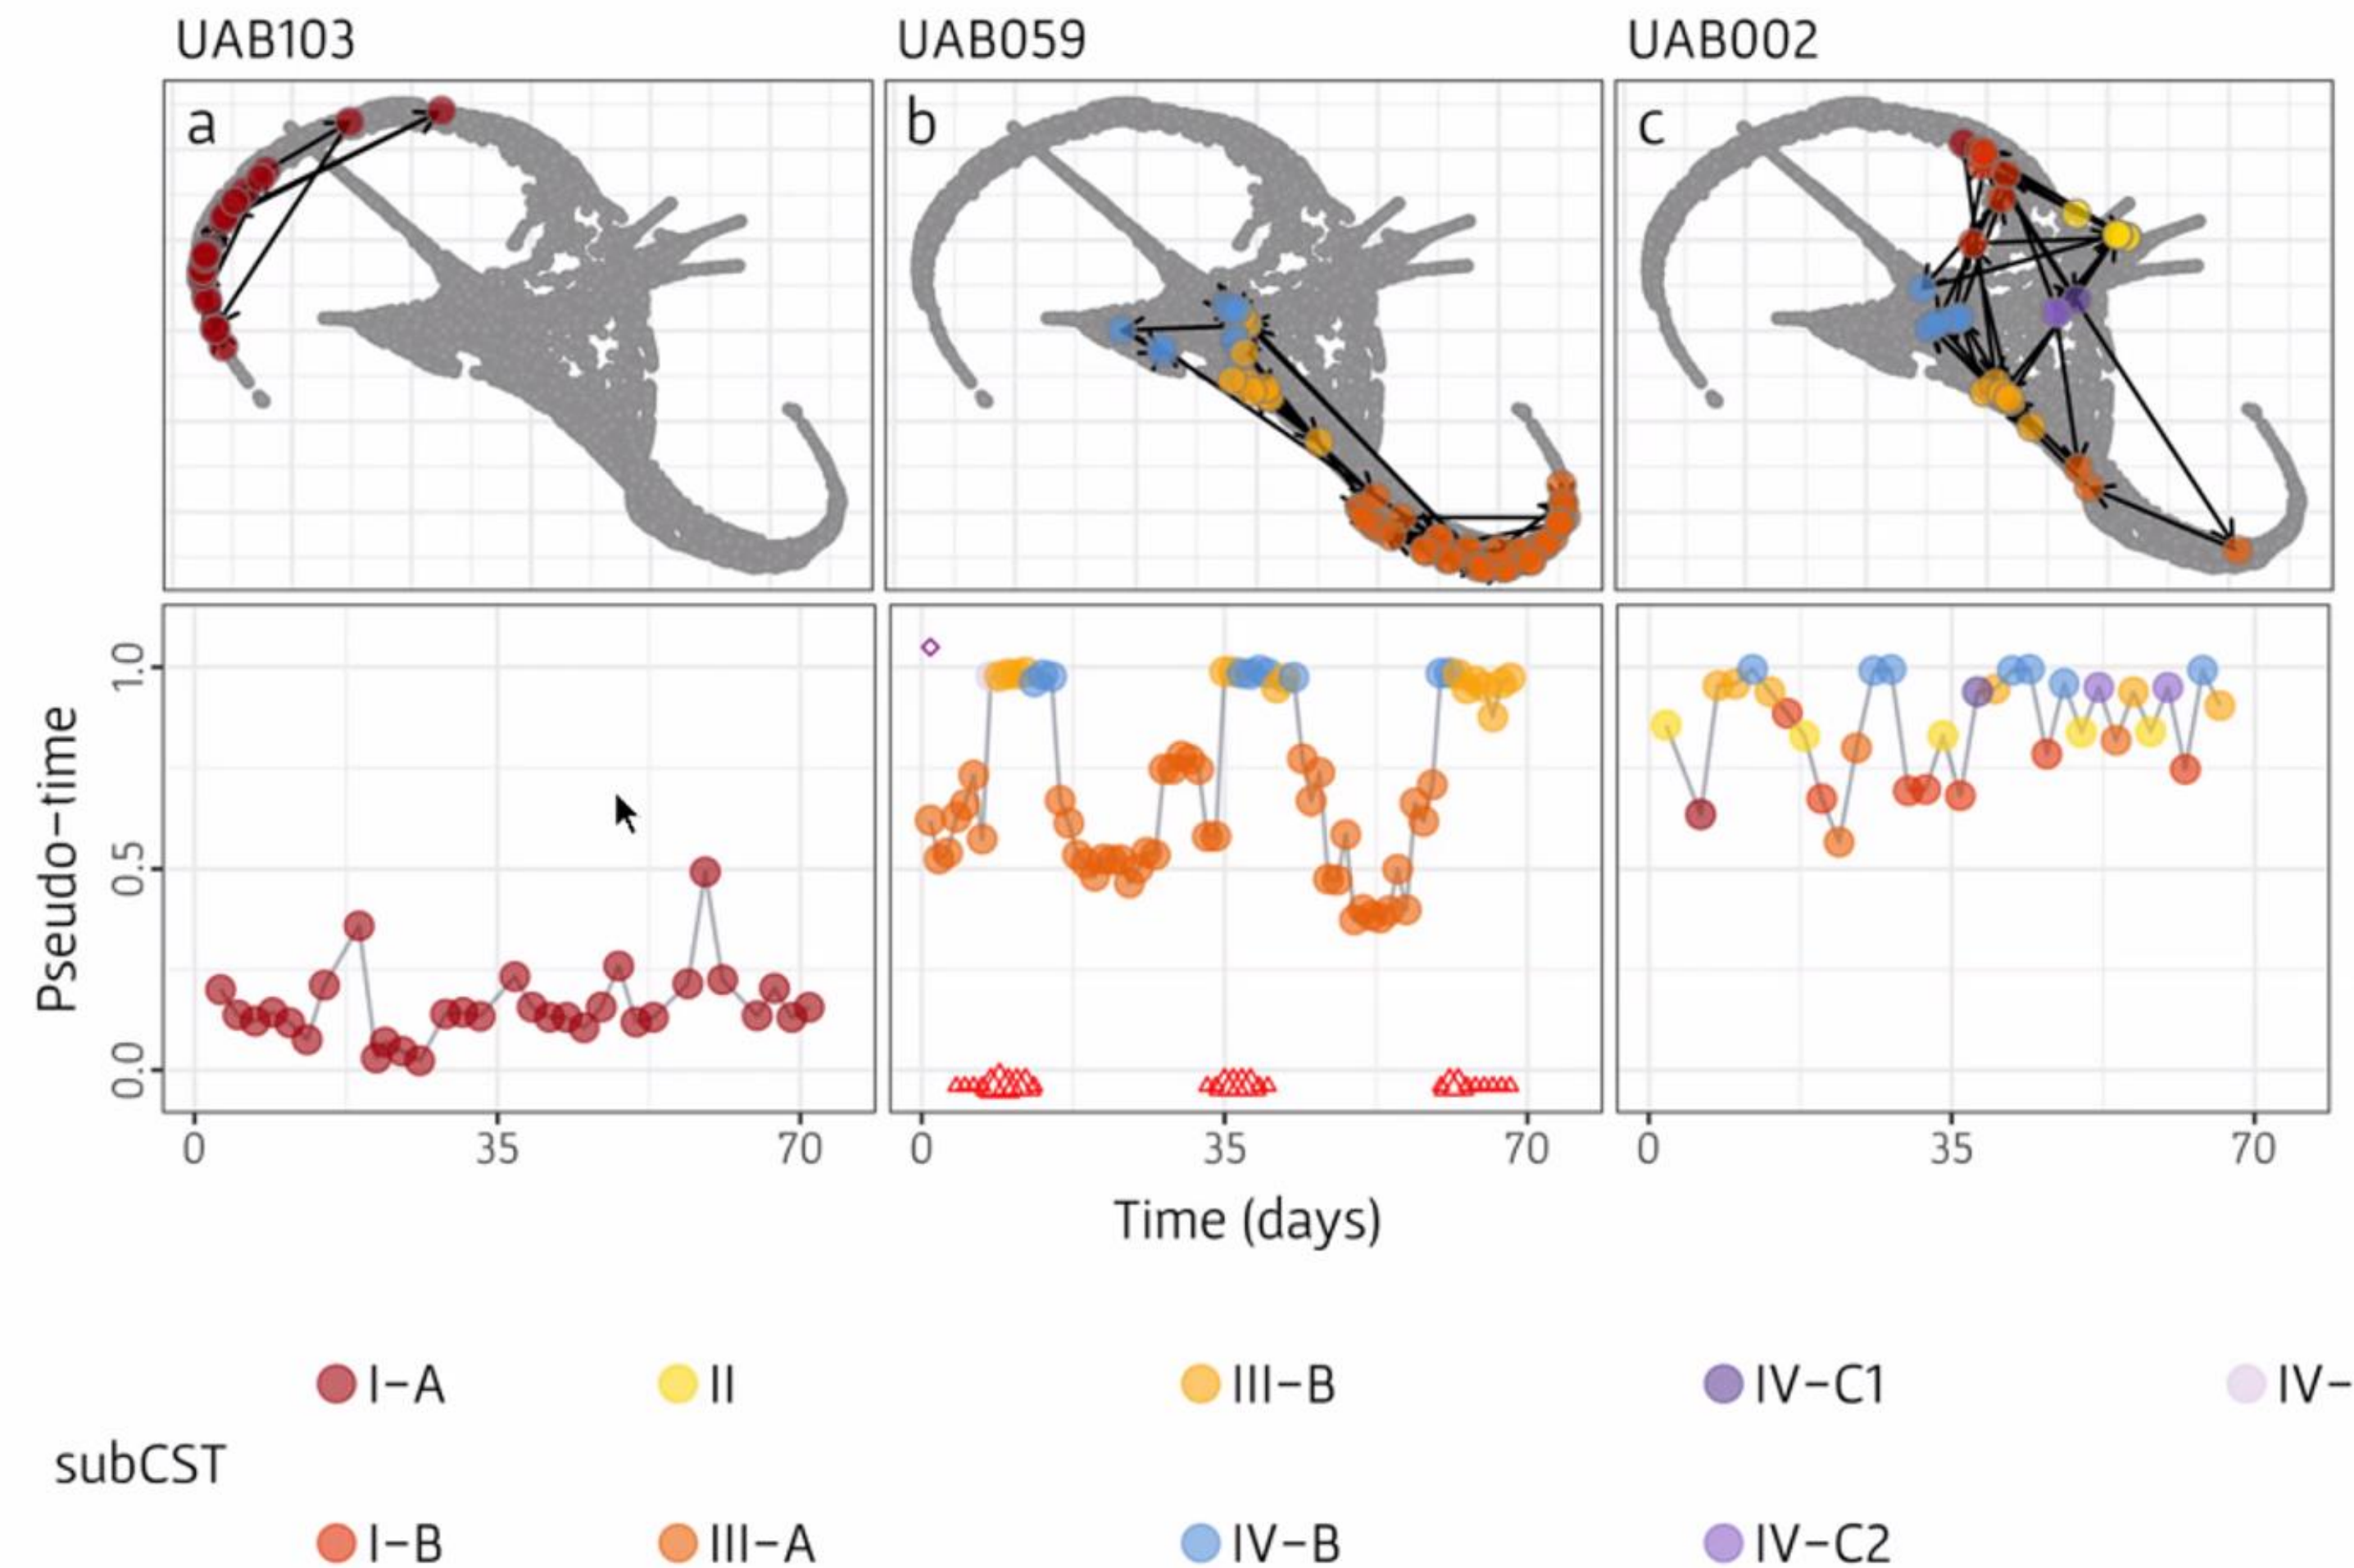 UAB103 UAB059 UAB002
a b c
Pseudo-time
1.0
0.5
0.0
0 35 70 0 35 70 0 35 70
Time (days)
I-A II III-B IV-C1 IV-
subCST
I-B III-A IV-B IV-C2